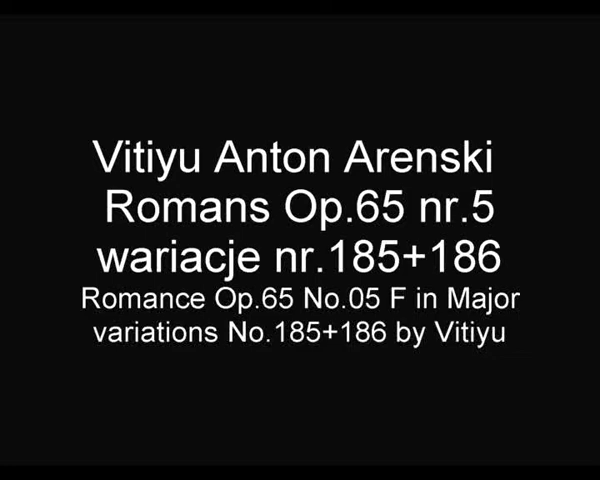 Vitiyu Anton Arenski
Romans Op.65 nr.5
wariacje nr.185+186
Romance Op.65 No.05 F in Major
variations No.185+186 by Vitiyu